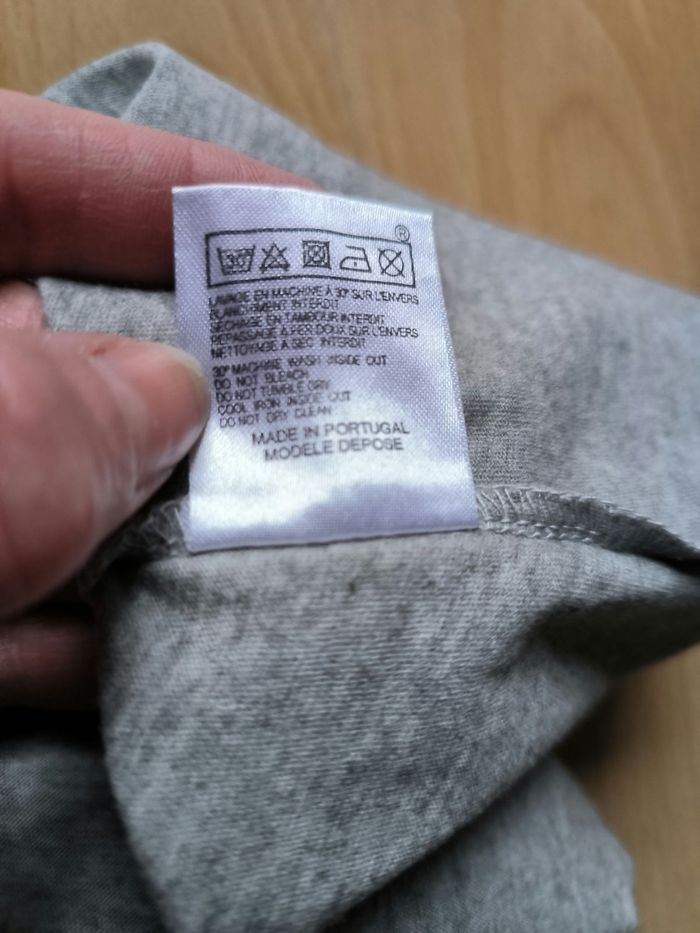 ®
30°
LAVAGE EN MACHINE A 30° SUR L'ENVERS
BLANCHIMENT INTERDIT
SECHAGE EN TAMBOUR INTERDIT
REPASSAGE A FER DOUX SUR L'ENVERS
NETTOYAGE A SEC INTERDIT
30° MACHINE WASH INSIDE OUT
DO NOT BLEACH
DO NOT TUMBLE DRY
COOL IRON INSIDE OUT
DO NOT DRY CLEAN
MADE IN PORTUGAL
MODELE DEPOSE